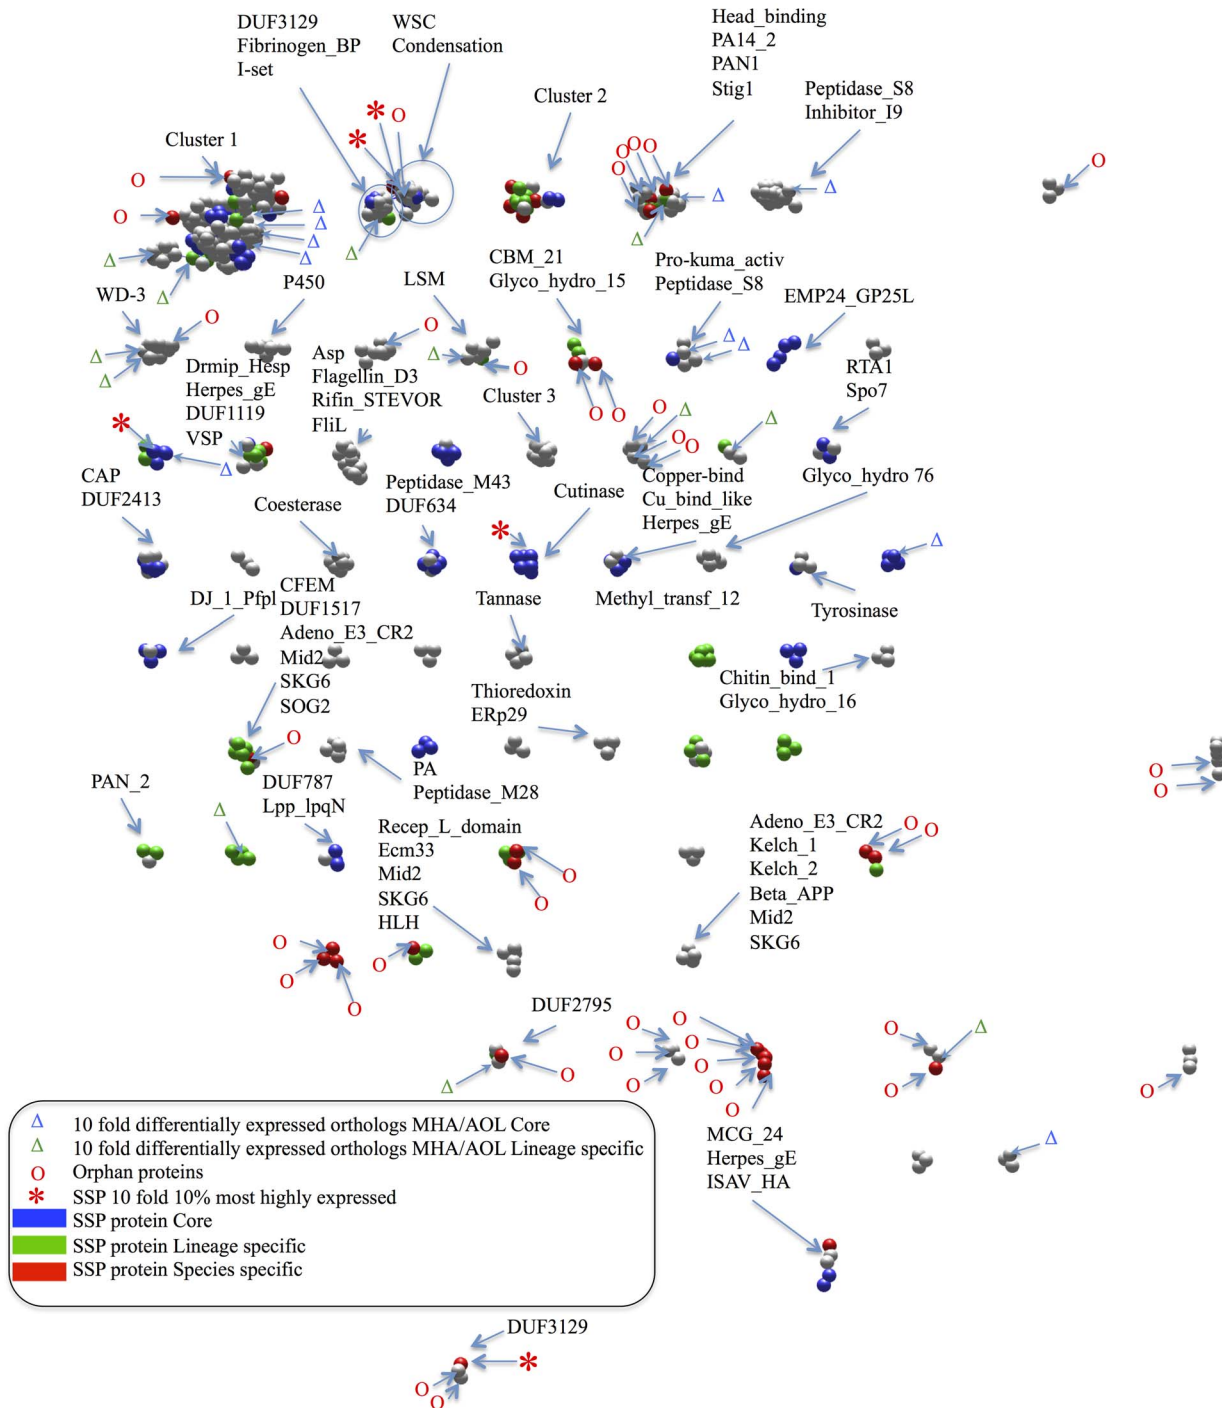 DUF3129
Fibrinogen_BP
I-set
WSC
Condensation
Head_binding
PA14_2
PAN1
Stig1
Cluster 2
Peptidase_S8
Inhibitor_I9
Cluster 1
*
*
O
O
O
O
O
O
O
O
Δ
Δ
Δ
Δ
Δ
Δ
O
Δ
Δ
Δ
Δ
WD-3
P450
LSM
CBM_21
Glyco_hydro_15
Pro-kuma_activ
Peptidase_S8
EMP24_GP25L
O
O
Δ
Δ
Δ
Δ
Δ
O
Drmip_Hesp
Herpes_gE
DUF1119
VSP
Asp
Flagellin_D3
Rifin_STEVOR
FliL
Cluster 3
RTA1
Spo7
O
O
O
Δ
Δ
O
O
*
Δ
CAP
DUF2413
Coesterase
Peptidase_M43
DUF634
Cutinase
Copper-bind
Cu_bind_like
Herpes_gE
Glyco_hydro 76
*
Δ
DJ_1_Pfpl
CFEM
DUF1517
Adeno_E3_CR2
Mid2
SKG6
SOG2
Tannase
Methyl_transf_12
Tyrosinase
Thioredoxin
ERp29
Chitin_bind_1
Glyco_hydro_16
O
O
O
PAN_2
DUF787
Lpp_lpqN
PA
Peptidase_M28
Δ
Recep_L_domain
Ecm33
Mid2
SKG6
HLH
Adeno_E3_CR2
Kelch_1
Kelch_2
Beta_APP
Mid2
SKG6
O
O
O
O
O
O
O
O
DUF2795
O
O
O
O
O
O
O
O
O
Δ
O
O
Δ
O
O
MCG_24
Herpes_gE
ISAV_HA
Δ
Δ 10 fold differentially expressed orthologs MHA/AOL Core
Δ 10 fold differentially expressed orthologs MHA/AOL Lineage specific
O Orphan proteins
* SSP 10 fold 10% most highly expressed
SSP protein Core
SSP protein Lineage specific
SSP protein Species specific
DUF3129
*
O
O